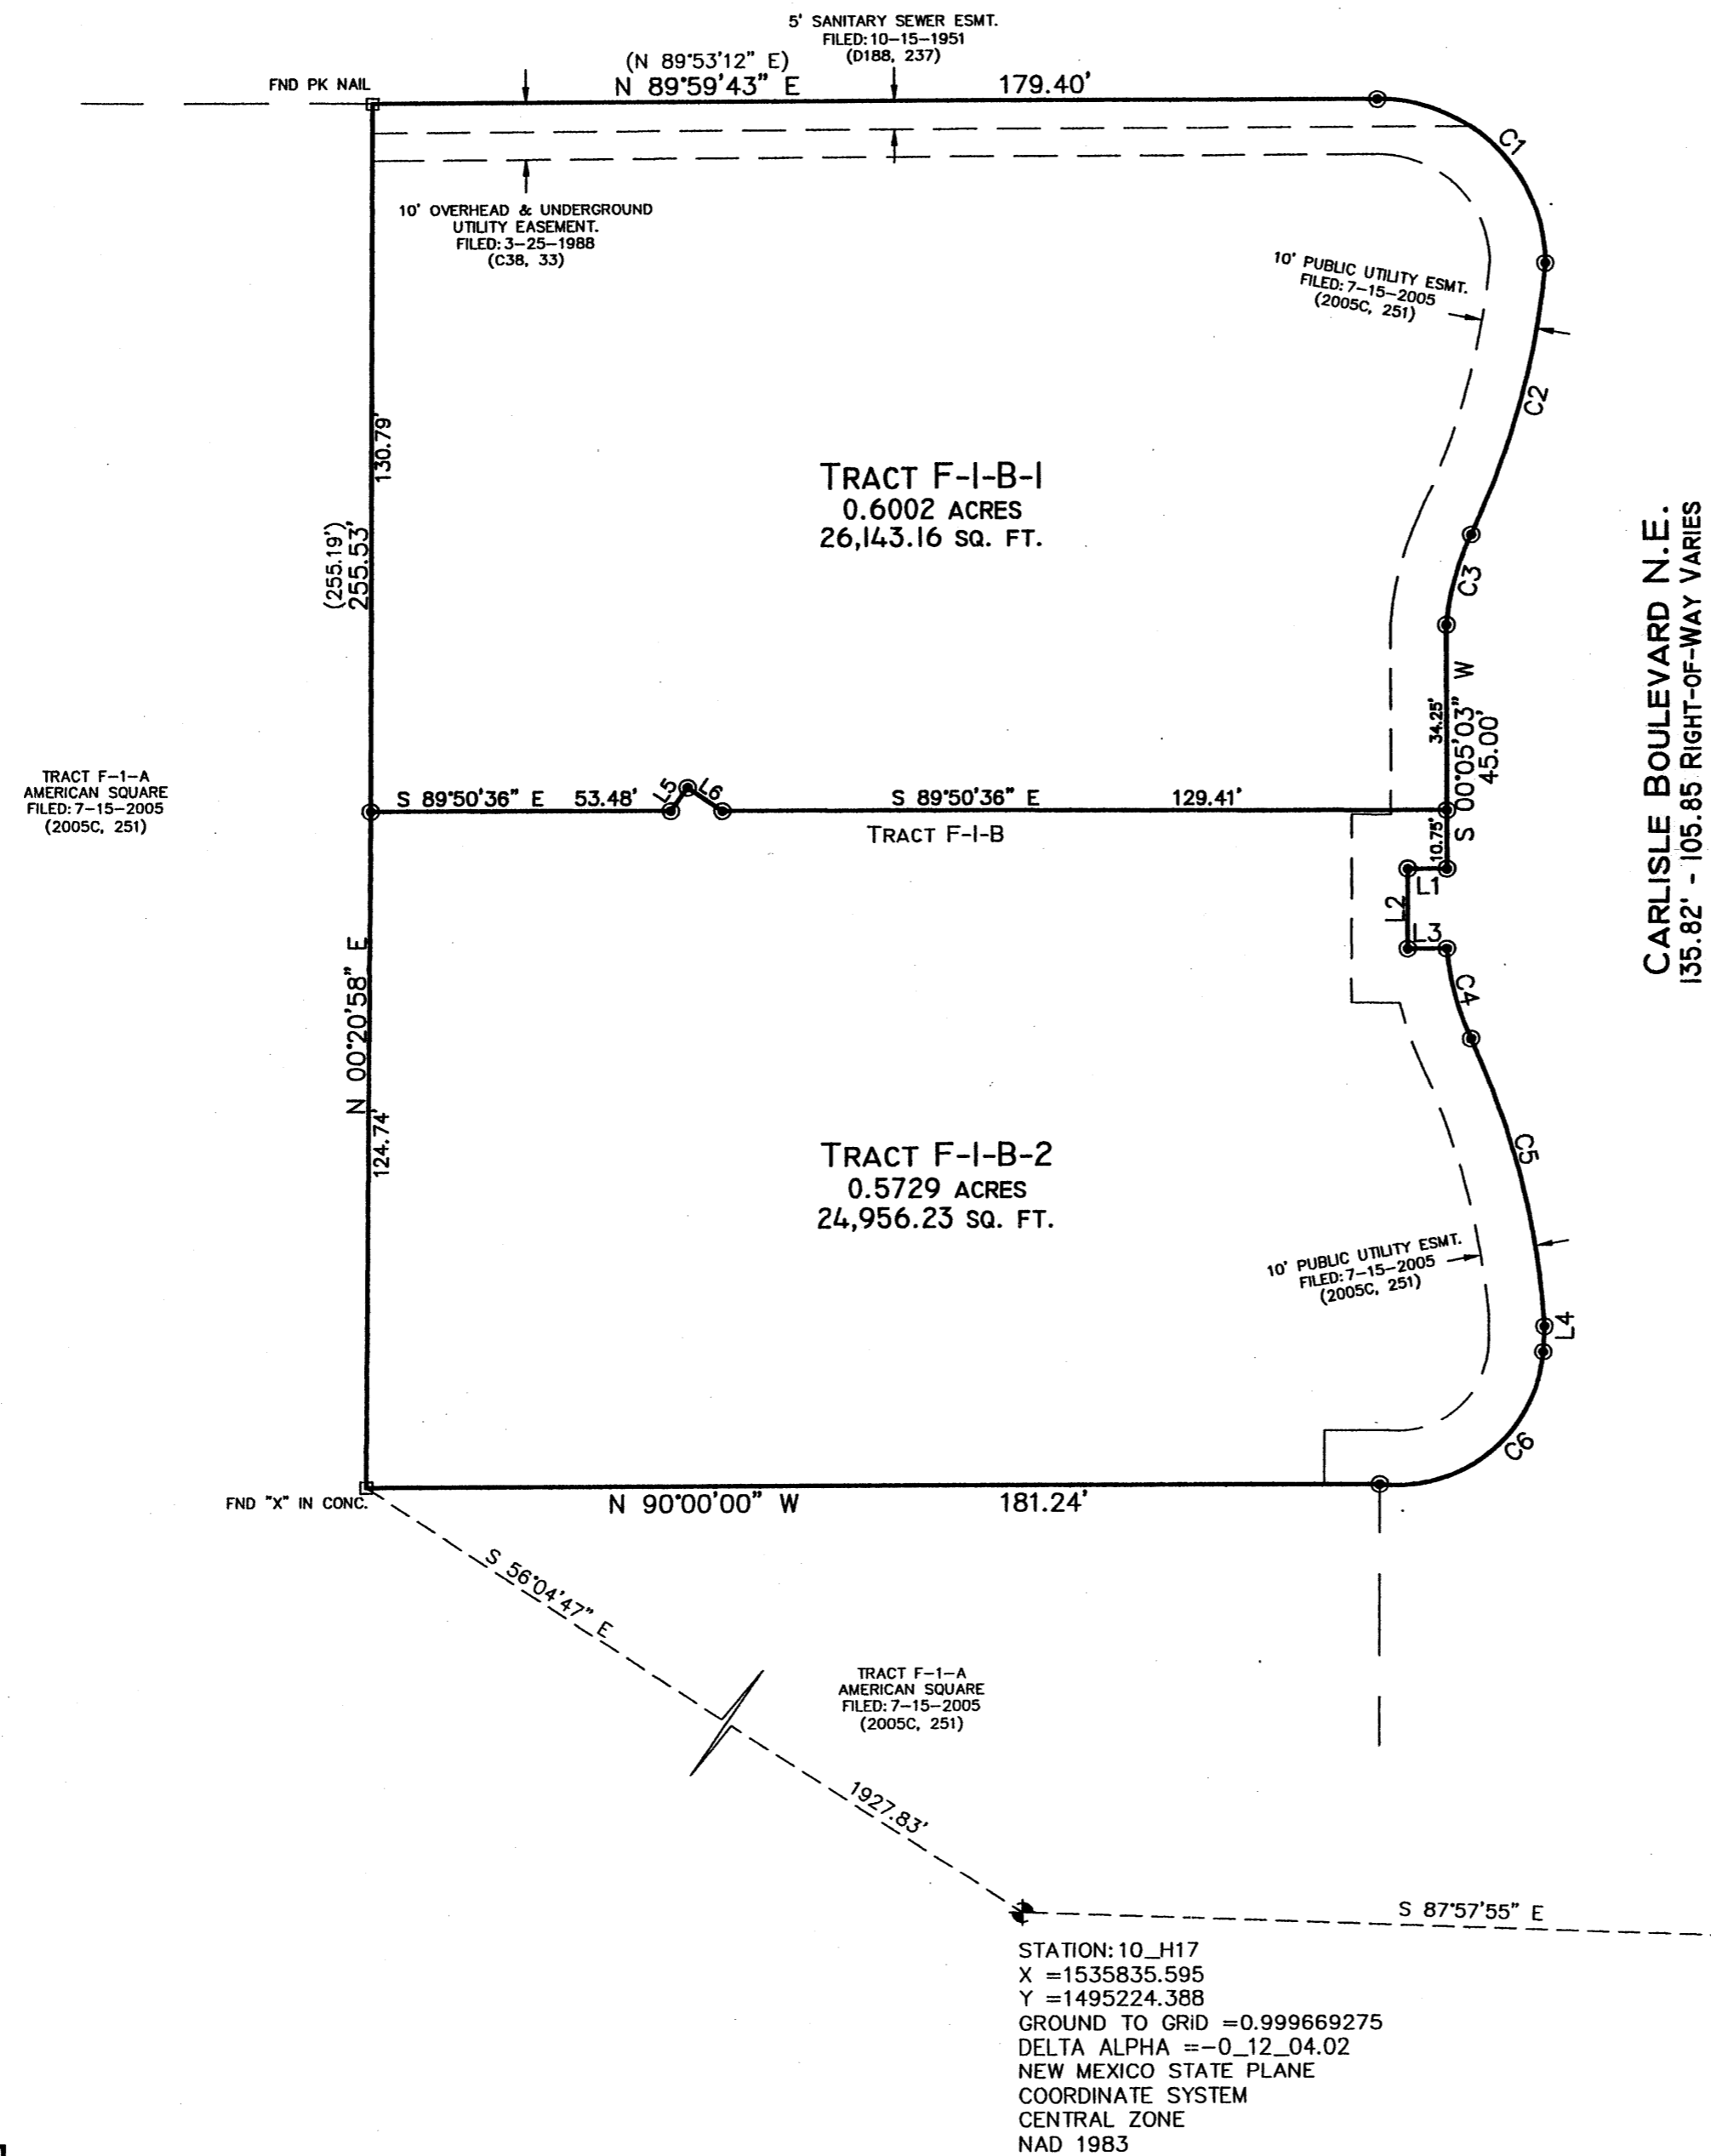 5' SANITARY SEWER ESMT.
FILED: 10-15-1951
(D188, 237)
(N 89°53'12" E)
N 89°59'43" E 179.40'
FND PK NAIL
C1
10' OVERHEAD & UNDERGROUND
UTILITY EASEMENT.
FILED: 3-25-1988
(C38, 33)
10' PUBLIC UTILITY ESMT.
FILED: 7-15-2005
(2005C, 251)
C2
130.79'
(255.19')
255.53'
TRACT F-1-B-1
0.6002 ACRES
26,143.16 SQ. FT.
C3
CARLISLE BOULEVARD N.E.
135.82' - 105.85 RIGHT-OF-WAY VARIES
34.25'
S 00°05'03" W
45.00'
TRACT F-1-A
AMERICAN SQUARE
FILED: 7-15-2005
(2005C, 251)
S 89°50'36" E 53.48'
L5
L6
S 89°50'36" E 129.41'
TRACT F-1-B
10.75'
L1
L2
L3
C4
N 00°20'58" E
124.74'
TRACT F-1-B-2
0.5729 ACRES
24,956.23 SQ. FT.
C5
10' PUBLIC UTILITY ESMT.
FILED: 7-15-2005
(2005C, 251)
L4
C6
FND "X" IN CONC.
N 90°00'00" W 181.24'
S 56°04'47" E
TRACT F-1-A
AMERICAN SQUARE
FILED: 7-15-2005
(2005C, 251)
1927.83'
S 87°57'55" E
STATION: 10_H17
X =1535835.595
Y =1495224.388
GROUND TO GRID =0.999669275
DELTA ALPHA =-0_12_04.02
NEW MEXICO STATE PLANE
COORDINATE SYSTEM
CENTRAL ZONE
NAD 1983